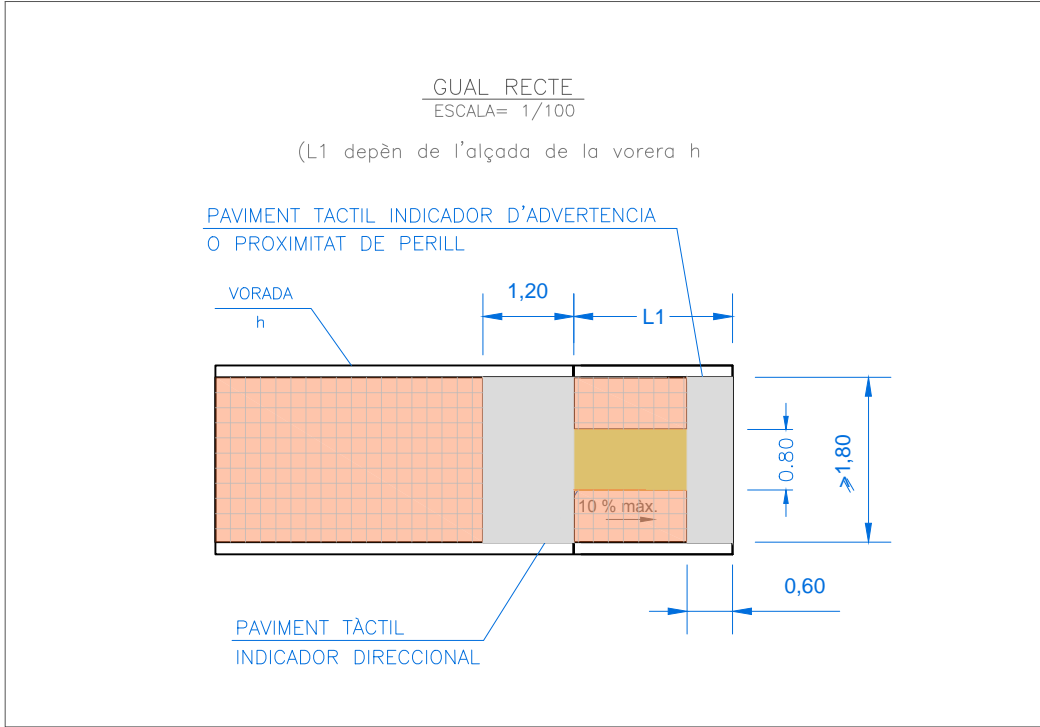 GUAL RECTE
ESCALA= 1/100
(L1 depèn de l'alçada de la vorera h
PAVIMENT TACTIL INDICADOR D'ADVERTENCIA
O PROXIMITAT DE PERILL
VORADA
h
1,20
L1
0.80
⩾1,80
10 % màx.
0,60
PAVIMENT TÀCTIL
INDICADOR DIRECCIONAL